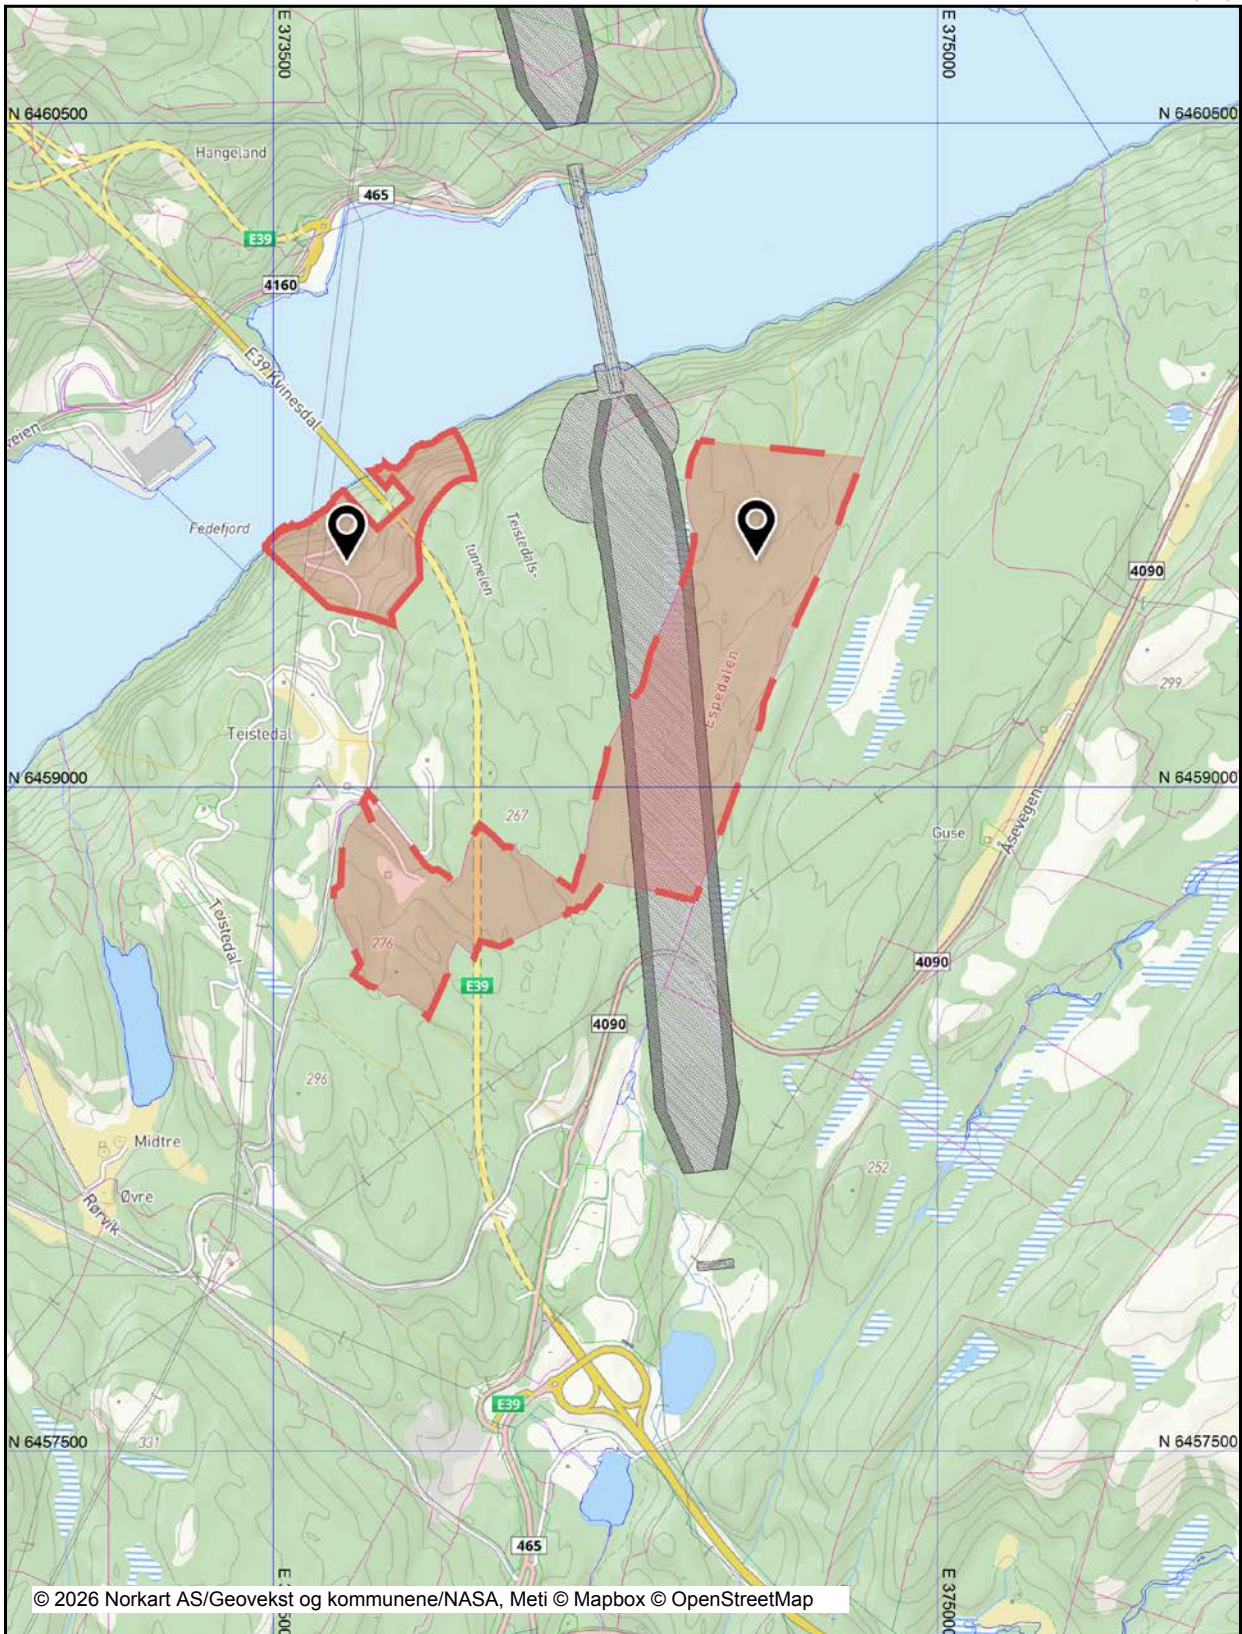 E 373500
E 375000
N 6460500
N 6460500
Hangeland
465
E39
4160
E39 Kvinesdal
veien
Fedefjord
Teistedals-
tunnelen
4090
Espedalen
299
Teistedal
N 6459000
N 6459000
267
Guse
Åsevegen
Teistedal
276
E39
4090
4090
296
Midtre
Øvre
Rørvik
252
E39
331
N 6457500
N 6457500
465
E 375000
© 2026 Norkart AS/Geovekst og kommunene/NASA, Meti © Mapbox © OpenStreetMap